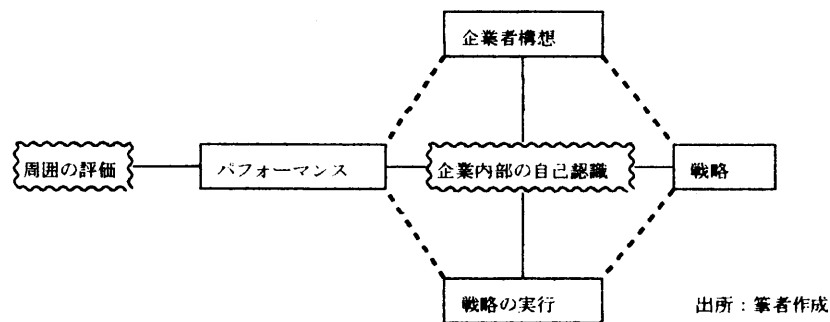 企業者構想
周囲の評価
パフォーマンス
企業内部の自己認識
戦略
戦略の実行
出所：筆者作成